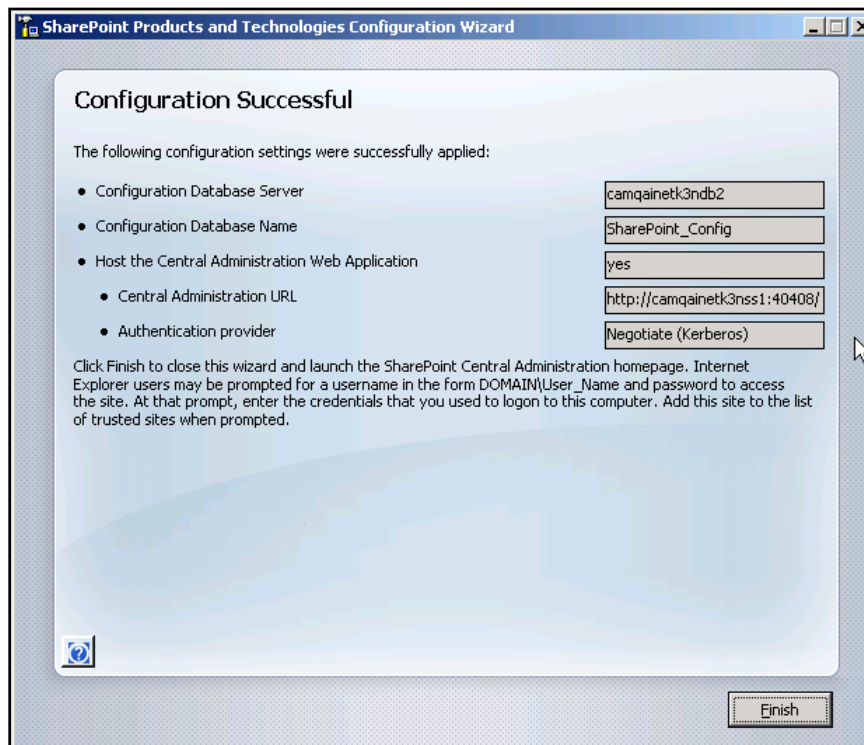 SharePoint Products and Technologies Configuration Wizard
Configuration Successful
The following configuration settings were successfully applied:
Configuration Database Server camqainetk3ndb2
Configuration Database Name SharePoint_Config
Host the Central Administration Web Application yes
Central Administration URL http://camqainetk3nss1:40408/
Authentication provider Negotiate (Kerberos)
Click Finish to close this wizard and launch the SharePoint Central Administration homepage. Internet
Explorer users may be prompted for a username in the form DOMAIN\User_Name and password to access
the site. At that prompt, enter the credentials that you used to logon to this computer. Add this site to the list
of trusted sites when prompted.
Finish